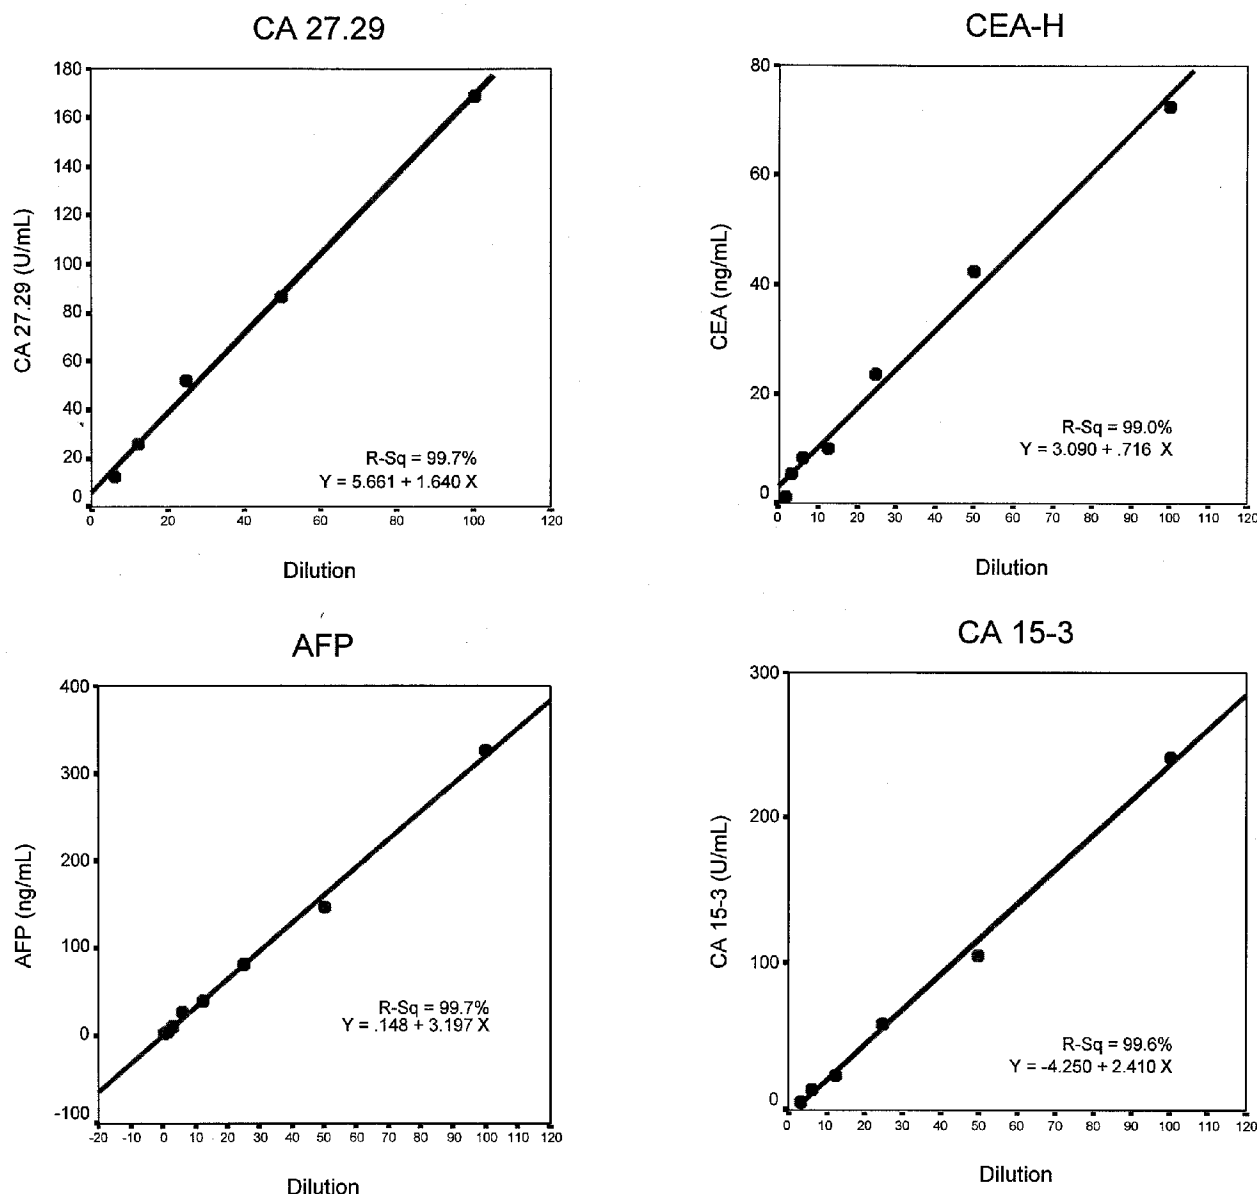 CA 27.29
180
160
140
120
100
80
60
40
20
0
CA 27.29 (U/mL)
R-Sq = 99.7%
Y = 5.661 + 1.640 X
0 20 40 60 80 100 120
Dilution
CEA-H
80
60
40
20
0
CEA (ng/mL)
R-Sq = 99.0%
Y = 3.090 + .716 X
0 10 20 30 40 50 60 70 80 90 100 110 120
Dilution
AFP
400
300
200
100
0
-100
AFP (ng/mL)
R-Sq = 99.7%
Y = .148 + 3.197 X
-20 -10 0 10 20 30 40 50 60 70 80 90 100 110 120
Dilution
CA 15-3
300
200
100
0
CA 15-3 (U/mL)
R-Sq = 99.6%
Y = -4.250 + 2.410 X
0 10 20 30 40 50 60 70 80 90 100 110 120
Dilution